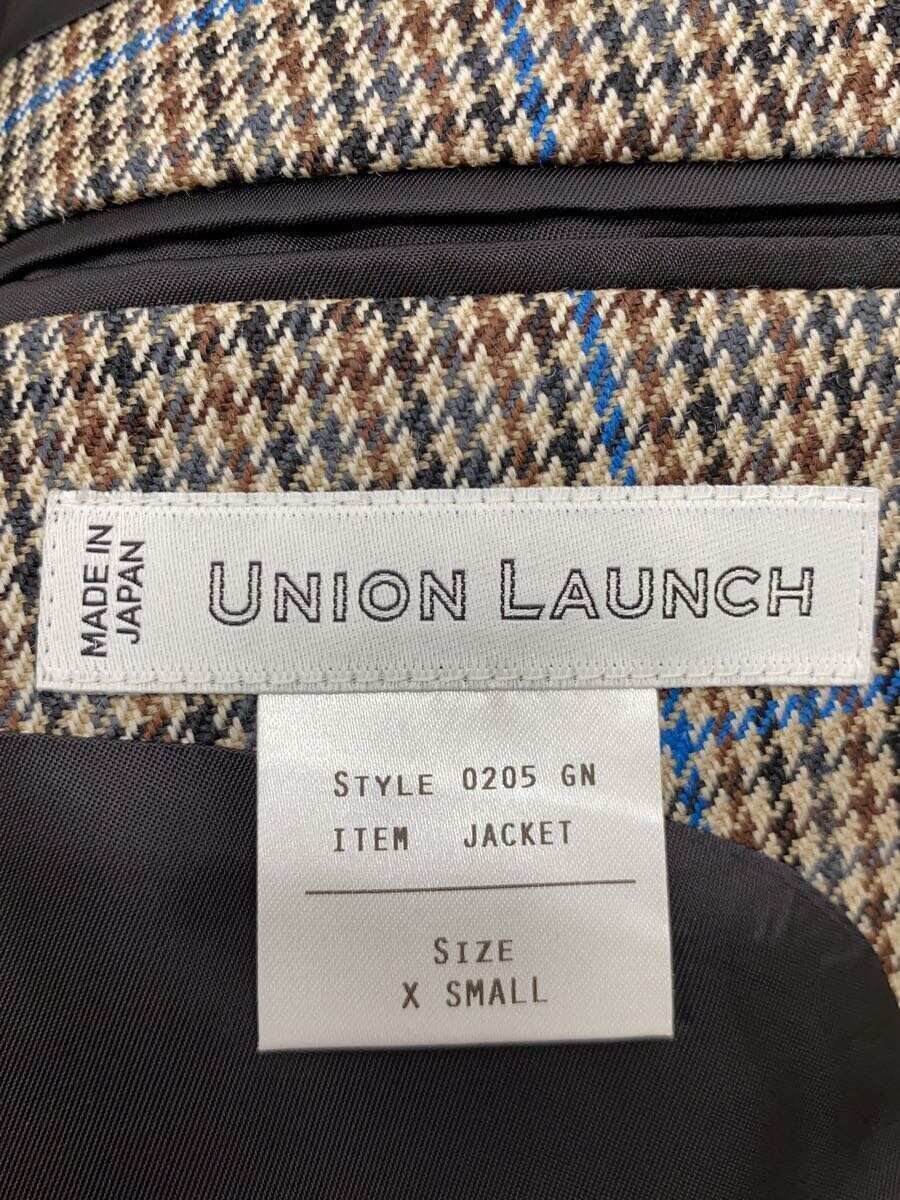 MADE IN
JAPAN
UNION LAUNCH
STYLE 0205 GN
ITEM JACKET
SIZE
X SMALL